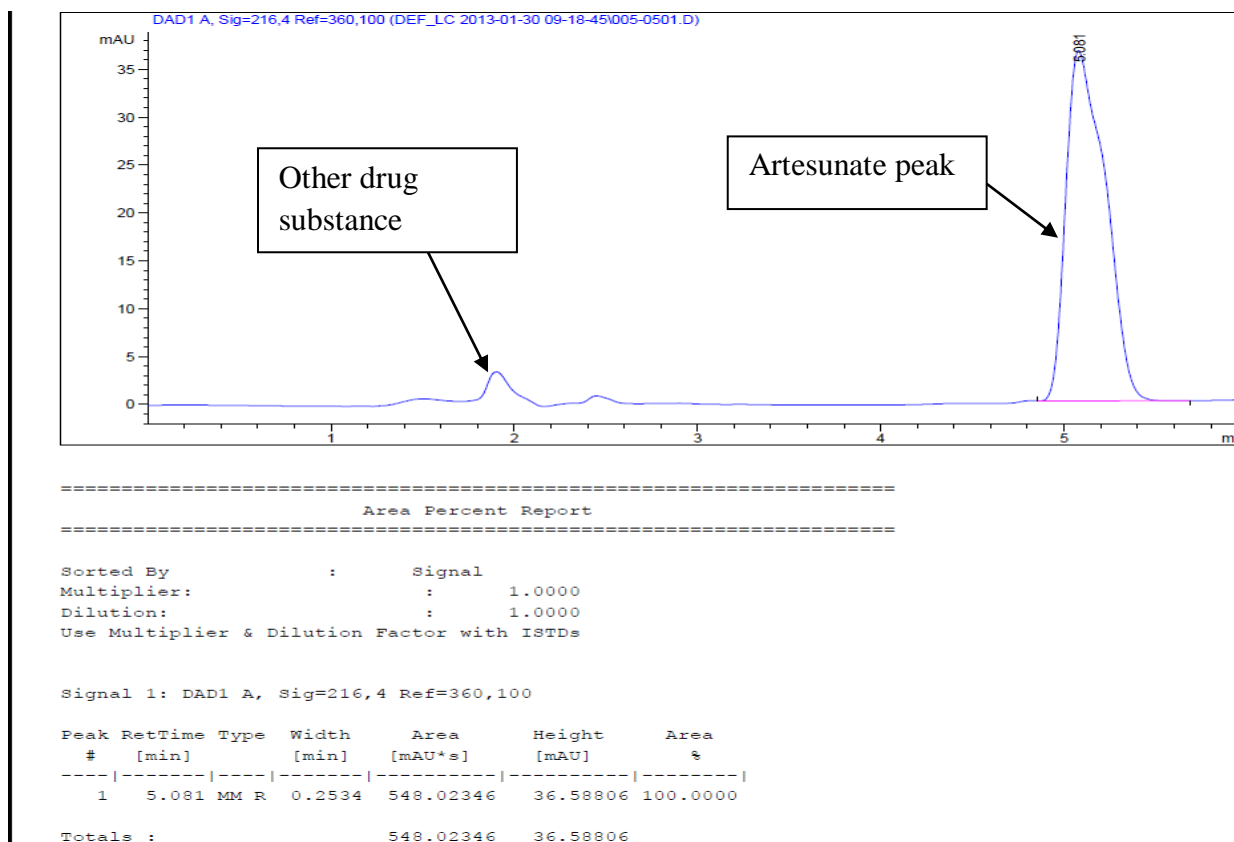 DAD1 A, Sig=216,4 Ref=360,100 (DEF_LC 2013-01-30 09-18-45\005-0501.D)
mAU
35
30
25
20
15
10
5
0
5.081
Other drug
substance
Artesunate peak
1 2 3 4 5 m
==================================================================
Area Percent Report
==================================================================
Sorted By : Signal
Multiplier: : 1.0000
Dilution: : 1.0000
Use Multiplier & Dilution Factor with ISTDs
Signal 1: DAD1 A, Sig=216,4 Ref=360,100
Peak RetTime Type Width Area Height Area
# [min] [min] [mAU*s] [mAU] %
----|-------|----|-------|----------|----------|--------|
1 5.081 MM R 0.2534 548.02346 36.58806 100.0000
Totals : 548.02346 36.58806